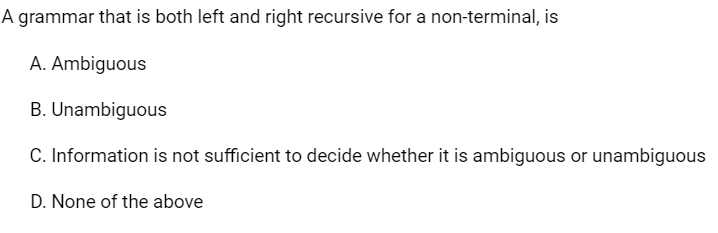 A grammar that is both left and right recursive for a non-terminal, is
A. Ambiguous
B. Unambiguous
C. Information is not sufficient to decide whether it is ambiguous or unambiguous
D. None of the above